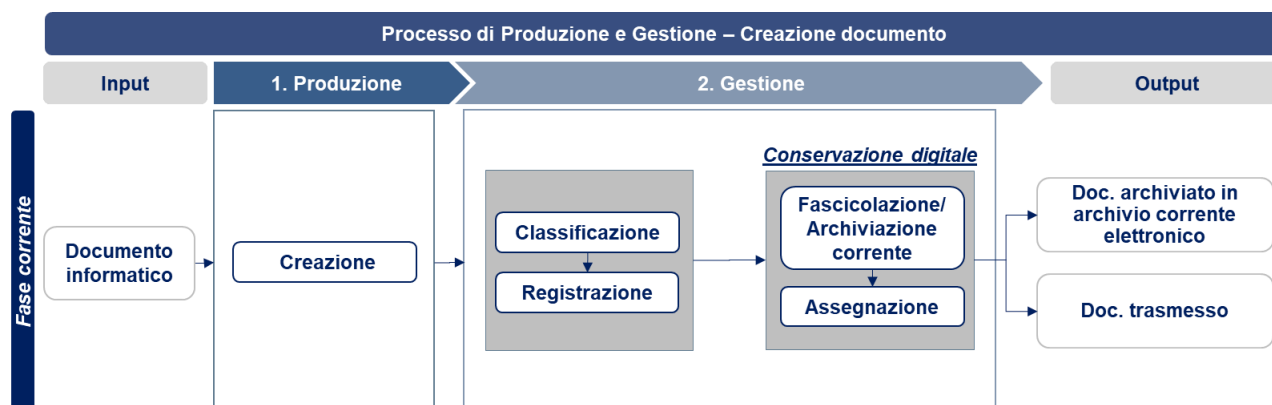 Processo di Produzione e Gestione – Creazione documento
Input
1. Produzione
2. Gestione
Output
Fase corrente
Documento
informatico
Creazione
Classificazione
Registrazione
Conservazione digitale
Fascicolazione/
Archiviazione
corrente
Assegnazione
Doc. archiviato in
archivio corrente
elettronico
Doc. trasmesso